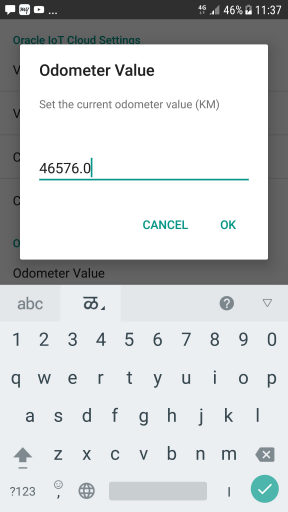 ... 4G 46% 11:37
Oracle IoT Cloud Settings
Odometer Value
Set the current odometer value (KM)
46576.0
CANCEL OK
Odometer Value
abc
1 2 3 4 5 6 7 8 9 0
q w e r t y u i o p
a s d f g h j k l
z x c v b n m
?123 , |